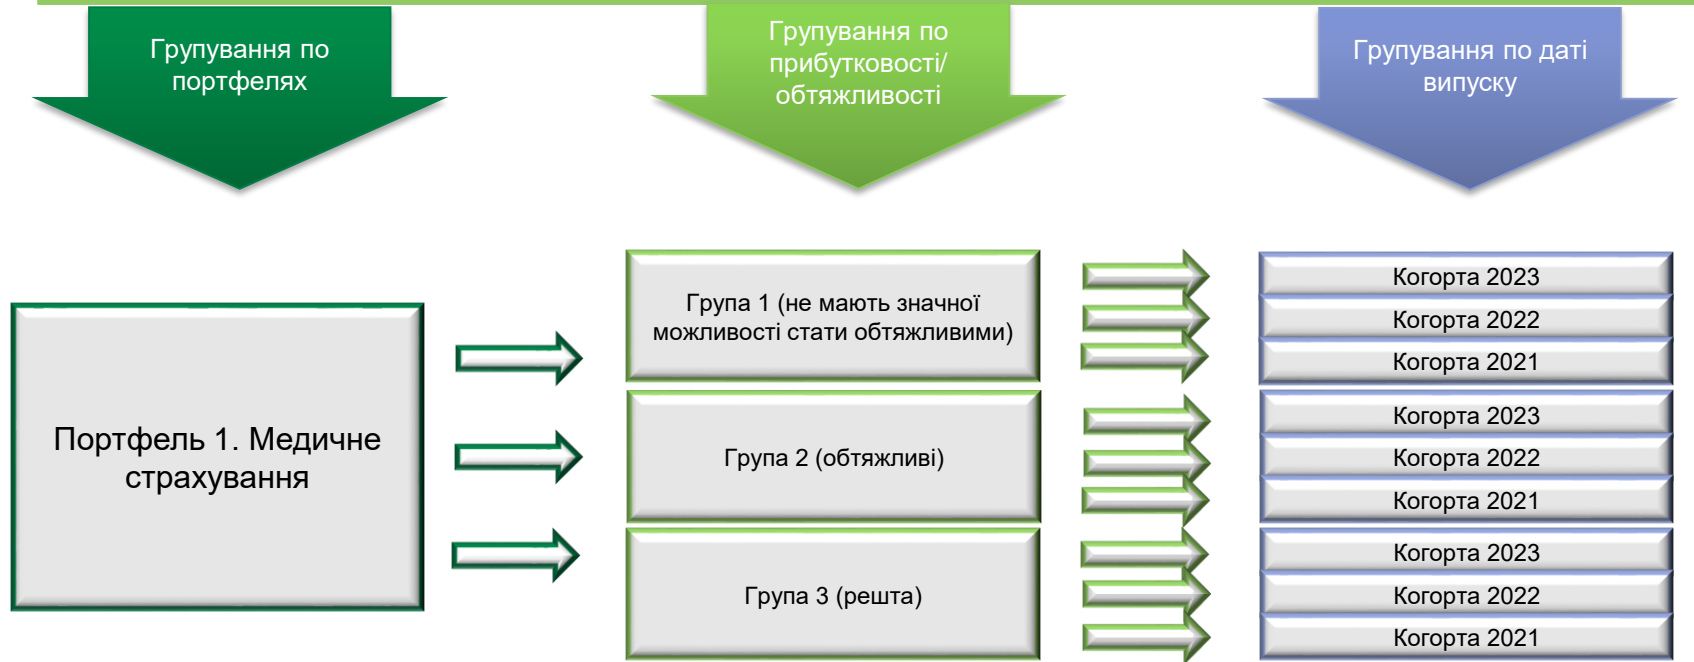 Групування по
портфелях
Групування по
прибутковості/
обтяжливості
Групування по даті
випуску
Портфель 1. Медичне
страхування
Група 1 (не мають значної
можливості стати обтяжливими)
Група 2 (обтяжливі)
Група 3 (решта)
Когорта 2023
Когорта 2022
Когорта 2021
Когорта 2023
Когорта 2022
Когорта 2021
Когорта 2023
Когорта 2022
Когорта 2021